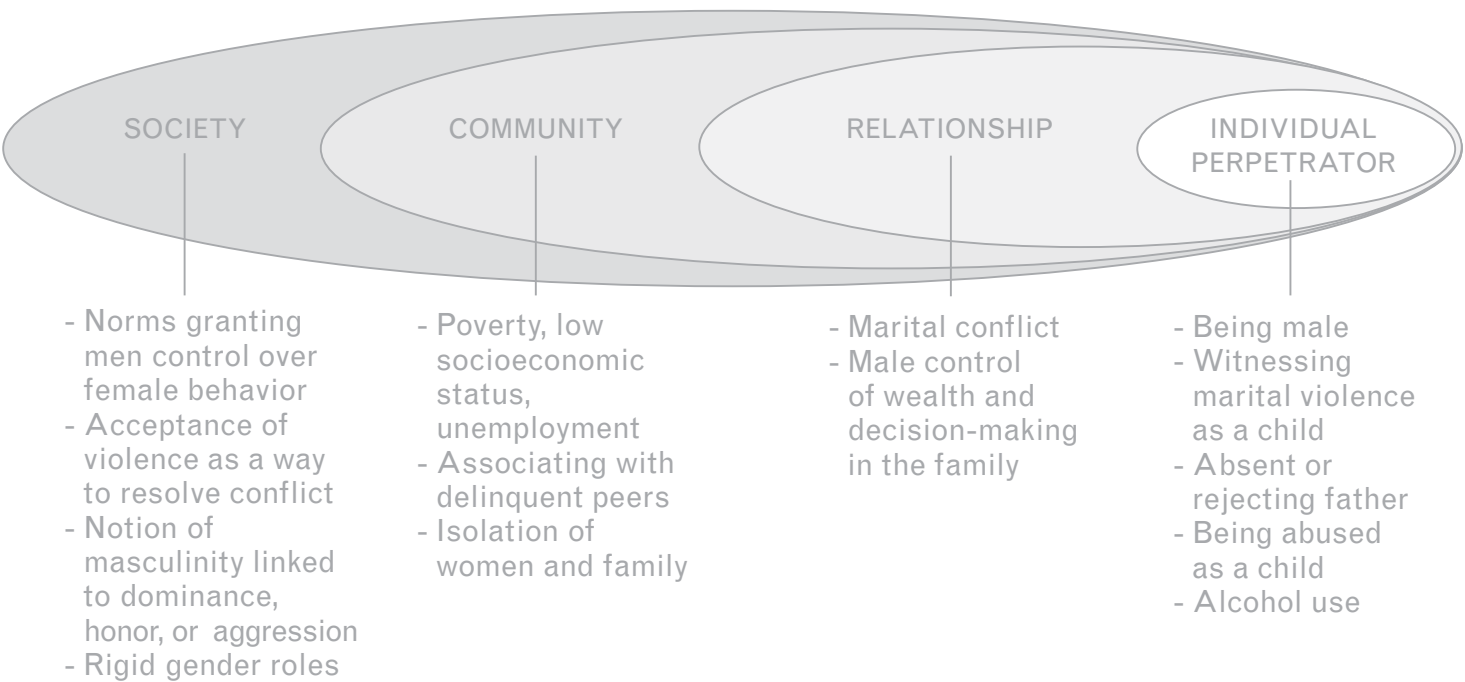 SOCIETY
- Norms granting
men control over
female behavior
- Acceptance of
violence as a way
to resolve conflict
- Notion of
masculinity linked
to dominance,
honor, or aggression
- Rigid gender roles
COMMUNITY
- Poverty, low
socioeconomic
status,
unemployment
- Associating with
delinquent peers
- Isolation of
women and family
RELATIONSHIP
- Marital conflict
- Male control
of wealth and
decision-making
in the family
INDIVIDUAL
PERPETRATOR
- Being male
- Witnessing
marital violence
as a child
- Absent or
rejecting father
- Being abused
as a child
- Alcohol use